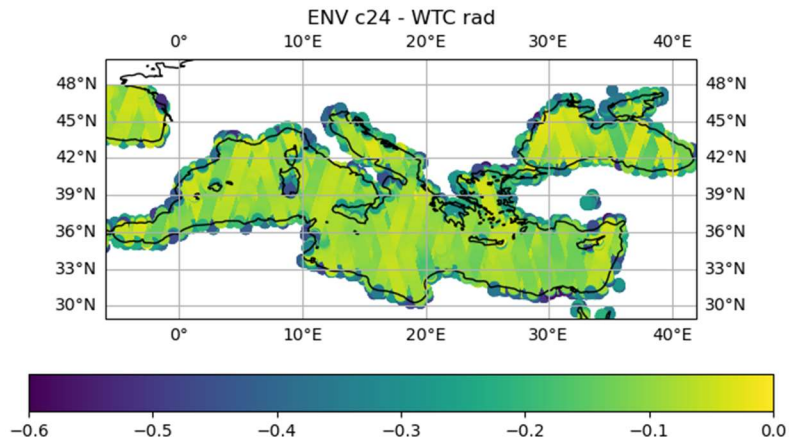 ENV c24 - WTC rad
0° 10°E 20°E 30°E 40°E
48°N 48°N
45°N 45°N
42°N 42°N
39°N 39°N
36°N 36°N
33°N 33°N
30°N 30°N
0° 10°E 20°E 30°E 40°E
−0.6 −0.5 −0.4 −0.3 −0.2 −0.1 0.0